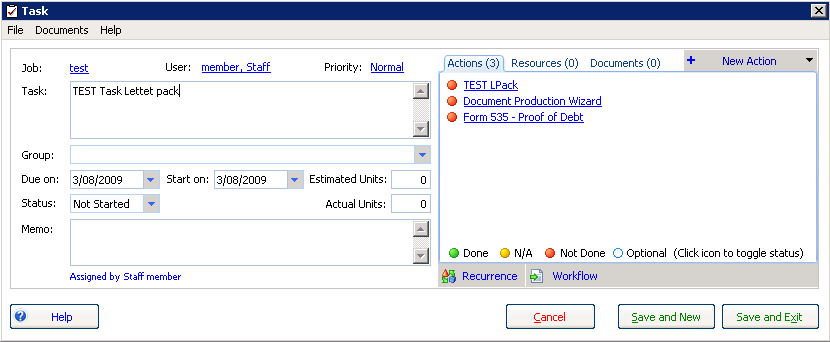 Task
File Documents Help
Job: test User: member, Staff Priority: Normal
Task: TEST Task Lettet pack
Group:
Due on: 3/08/2009 Start on: 3/08/2009 Estimated Units: 0
Status: Not Started Actual Units: 0
Memo:
Assigned by Staff member
Actions (3) Resources (0) Documents (0) + New Action
TEST LPack
Document Production Wizard
Form 535 - Proof of Debt
Done N/A Not Done Optional (Click icon to toggle status)
Recurrence Workflow
? Help Cancel Save and New Save and Exit